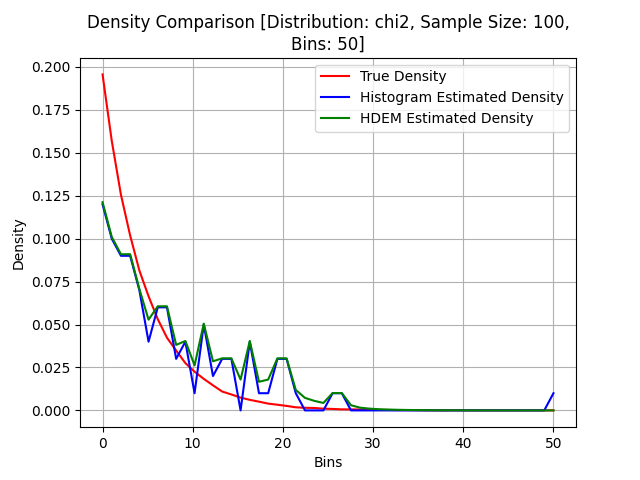 Density Comparison [Distribution: chi2, Sample Size: 100,
Bins: 50]
True Density
Histogram Estimated Density
HDEM Estimated Density
Density
0.200
0.175
0.150
0.125
0.100
0.075
0.050
0.025
0.000
0 10 20 30 40 50
Bins